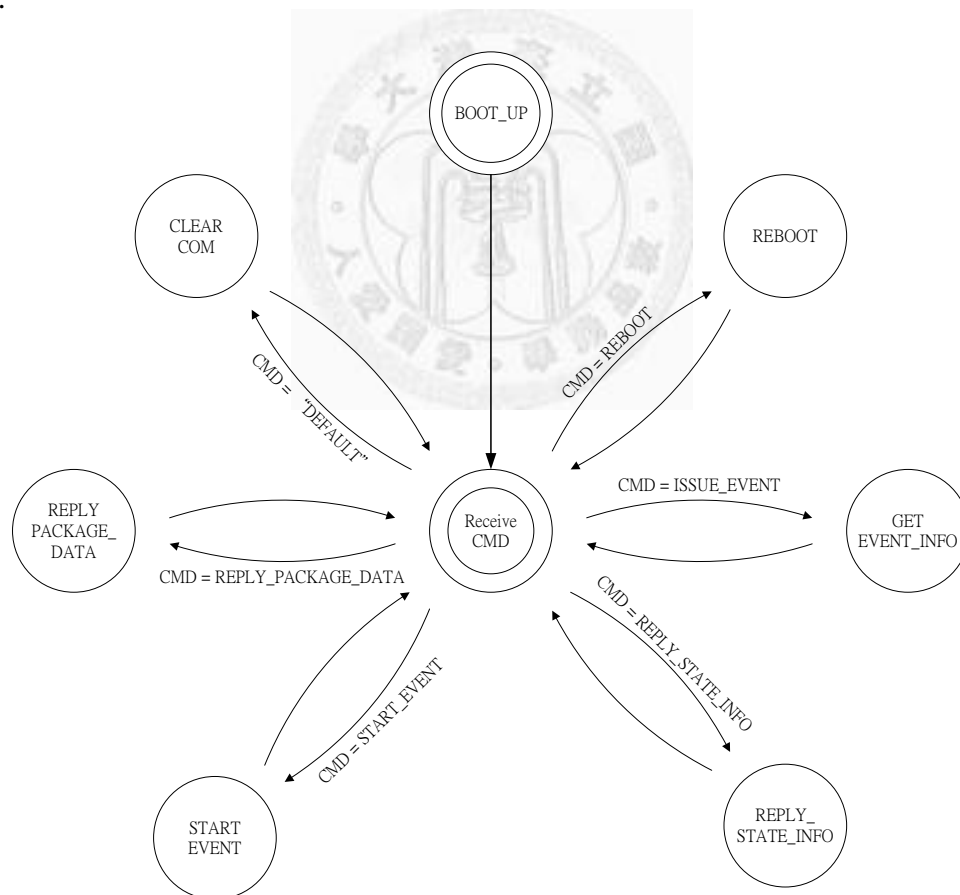 BOOT_UP
CLEAR
COM
REBOOT
CMD = REBOOT
CMD = "DEFAULT"
CMD = ISSUE_EVENT
REPLY
PACKAGE_
DATA
Receive
CMD
GET
EVENT_INFO
CMD = REPLY_PACKAGE_DATA
CMD = REPLY_STATE_INFO
CMD = START_EVENT
START
EVENT
REPLY_
STATE_INFO